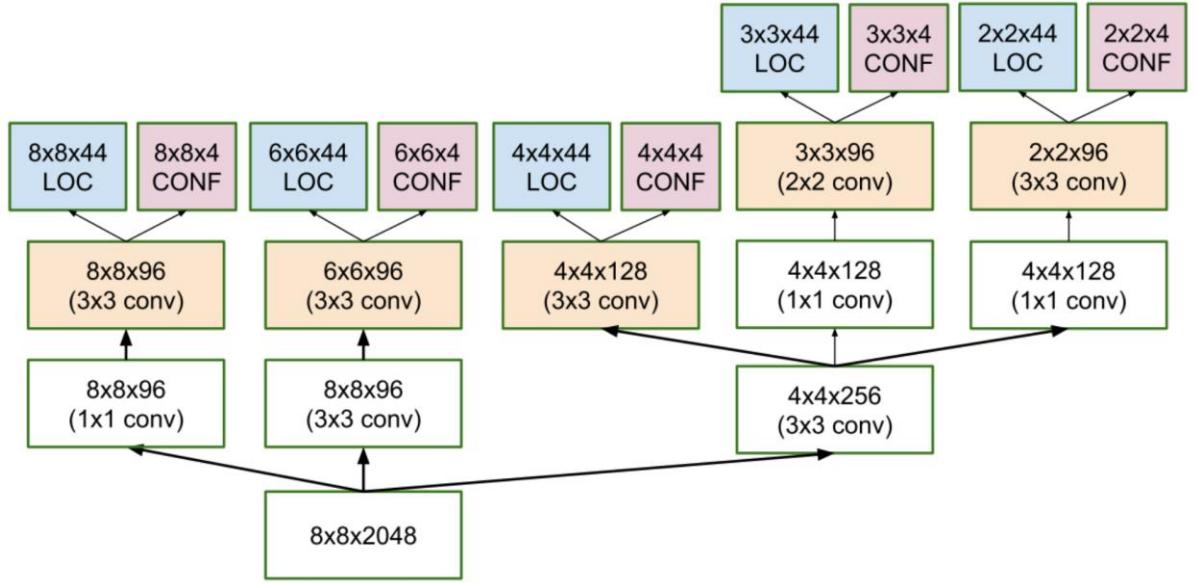 3x3x44
LOC
3x3x4
CONF
2x2x44
LOC
2x2x4
CONF
8x8x44
LOC
8x8x4
CONF
6x6x44
LOC
6x6x4
CONF
4x4x44
LOC
4x4x4
CONF
3x3x96
(2x2 conv)
2x2x96
(3x3 conv)
8x8x96
(3x3 conv)
6x6x96
(3x3 conv)
4x4x128
(3x3 conv)
4x4x128
(1x1 conv)
4x4x128
(1x1 conv)
8x8x96
(1x1 conv)
8x8x96
(3x3 conv)
4x4x256
(3x3 conv)
8x8x2048